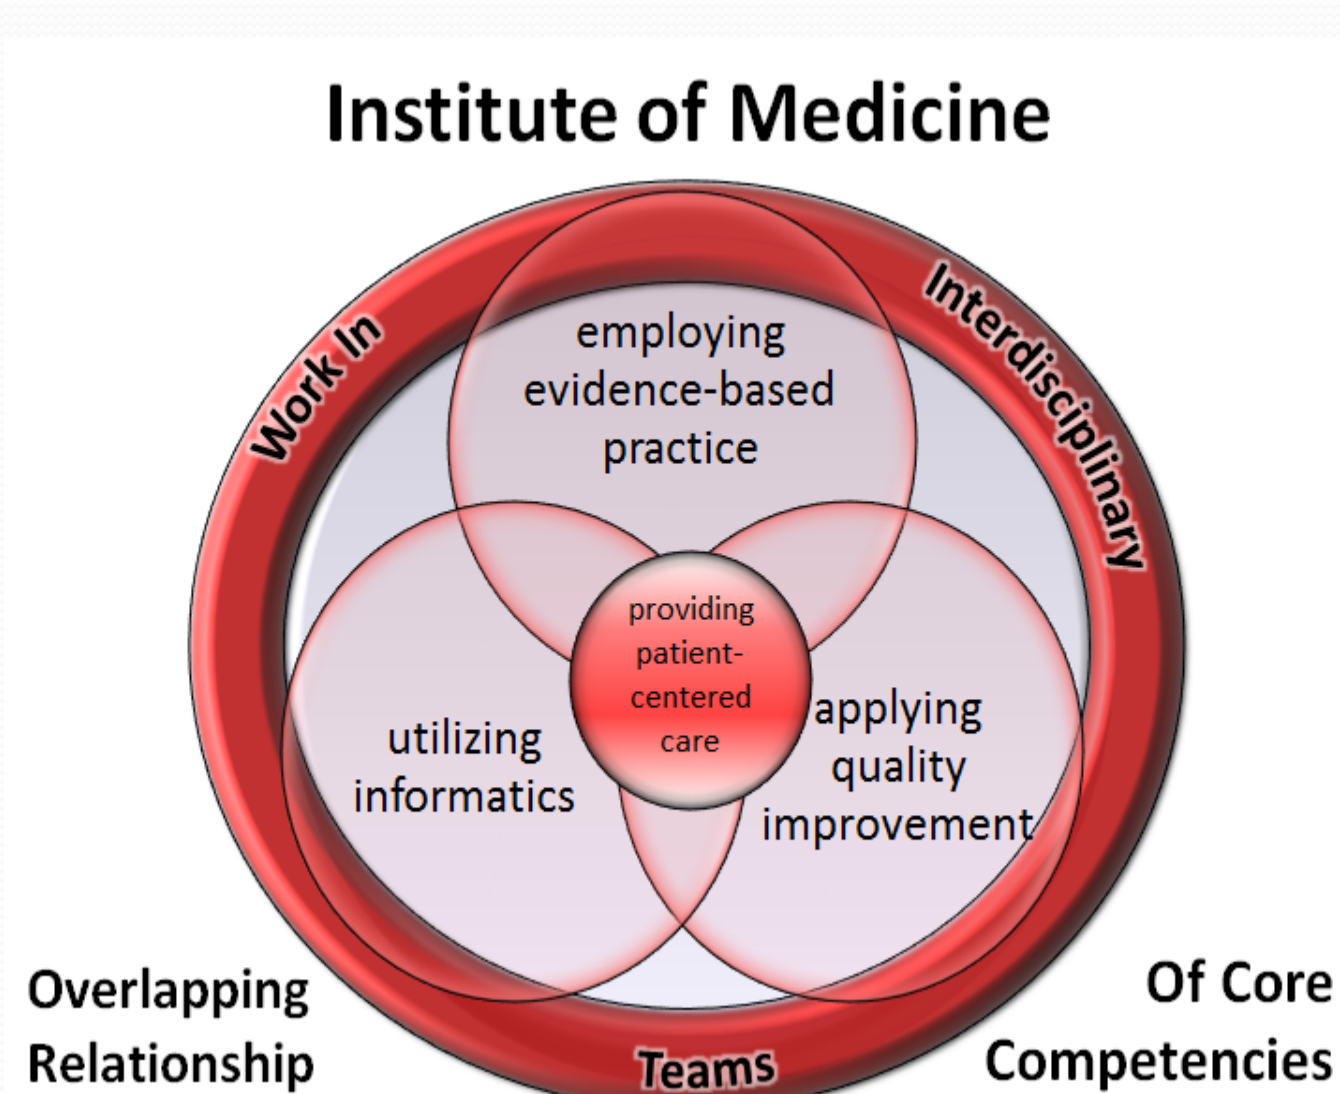 Institute of Medicine
Work In
Interdisciplinary
employing
evidence-based
practice
providing
patient-
centered
care
utilizing
informatics
applying
quality
improvement
Overlapping
Relationship
Teams
Of Core
Competencies